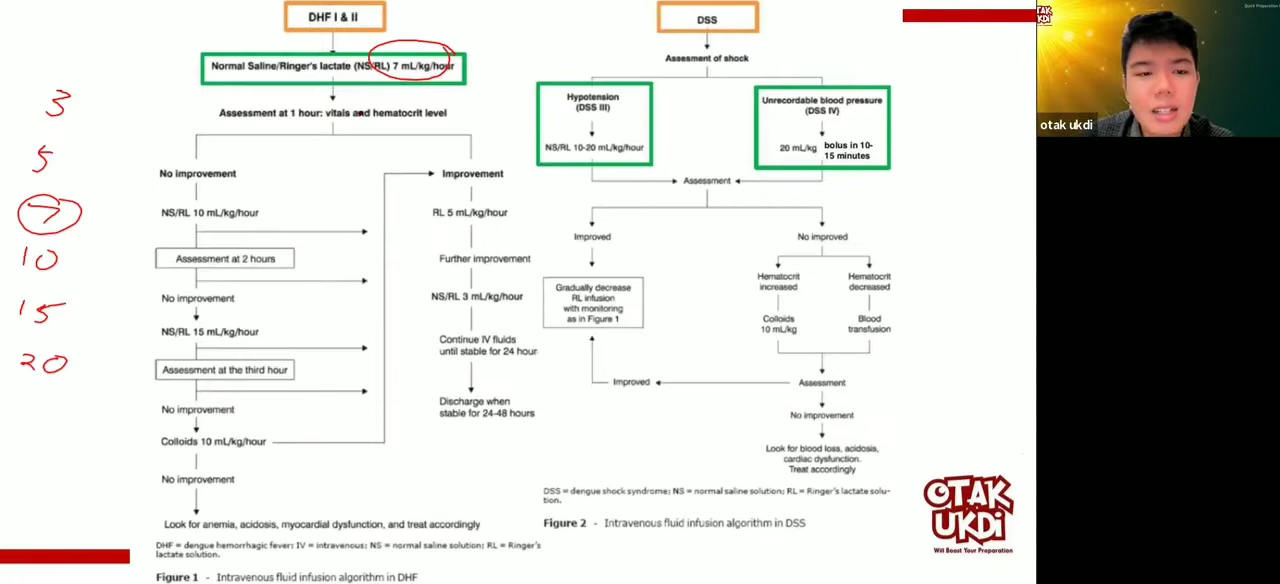 DHF I & II
Normal Saline/Ringer's lactate (NS/RL) 7 mL/kg/hour
Assessment at 1 hour: vitals and hematocrit level
No improvement
NS/RL 10 mL/kg/hour
Assessment at 2 hours
No improvement
NS/RL 15 mL/kg/hour
Assessment at the third hour
No improvement
Colloids 10 mL/kg/hour
No improvement
Look for anemia, acidosis, myocardial dysfunction, and treat accordingly
Improvement
RL 5 mL/kg/hour
Further improvement
NS/RL 3 mL/kg/hour
Continue IV fluids
until stable for 24 hour
Discharge when
stable for 24-48 hours
DHF = dengue hemorrhagic fever; IV = intravenous; NS = normal saline solution; RL = Ringer's
lactate solution.
Figure 1 - Intravenous fluid infusion algorithm in DHF
3
5
7
10
15
20
DSS
Assesment of shock
Hypotension
(DSS III)
NS/RL 10-20 mL/kg/hour
Unrecordable blood pressure
(DSS IV)
20 mL/kg bolus in 10-
15 minutes
Assessment
Improved
Gradually decrease
RL infusion
with monitoring
as in Figure 1
No improved
Hematocrit
increased
Colloids
10 mL/kg
Hematocrit
decreased
Blood
transfusion
Assessment
Improved
No improvement
Look for blood loss, acidosis,
cardiac dysfunction.
Treat accordingly
DSS = dengue shock syndrome; NS = normal saline solution; RL = Ringer's lactate solu-
tion.
Figure 2 - Intravenous fluid infusion algorithm in DSS
OTAK
UKDI
Will Boost Your Preparation
OTAK
UKDI
Quick Preparation
otak ukdi